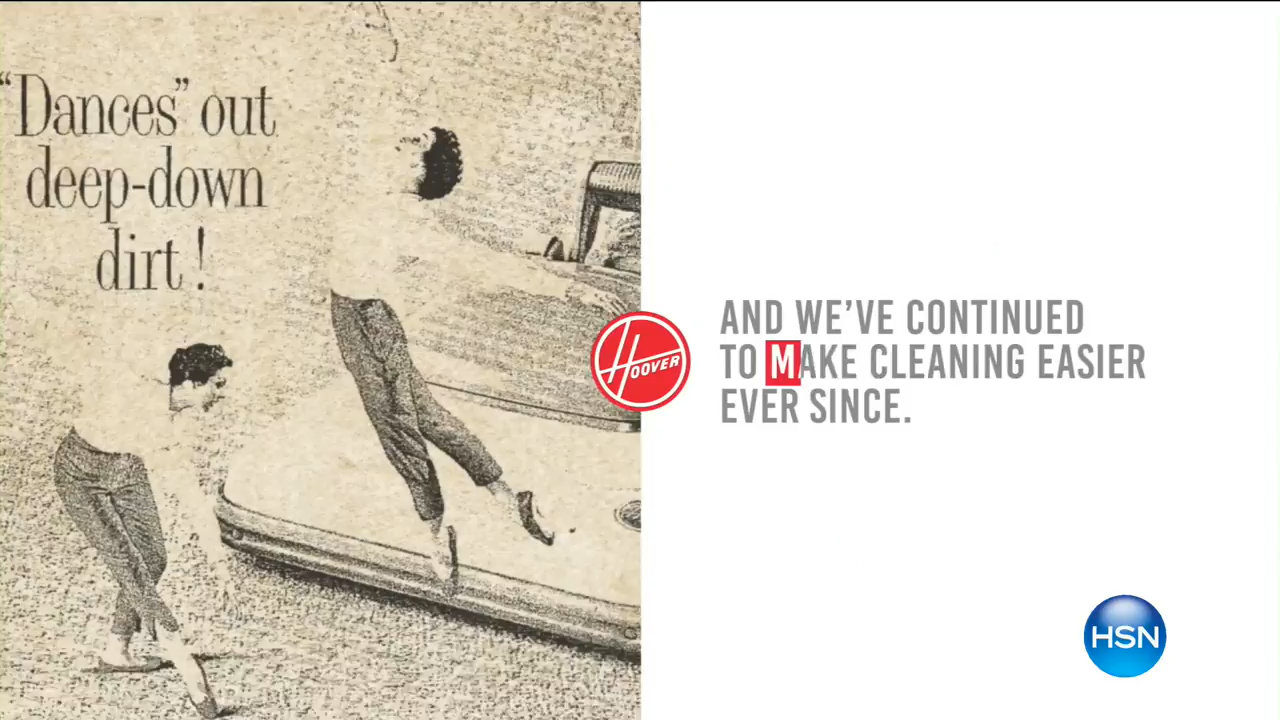 “Dances” out
deep-down
dirt !
HOOVER
AND WE’VE CONTINUED
TO MAKE CLEANING EASIER
EVER SINCE.
HSN